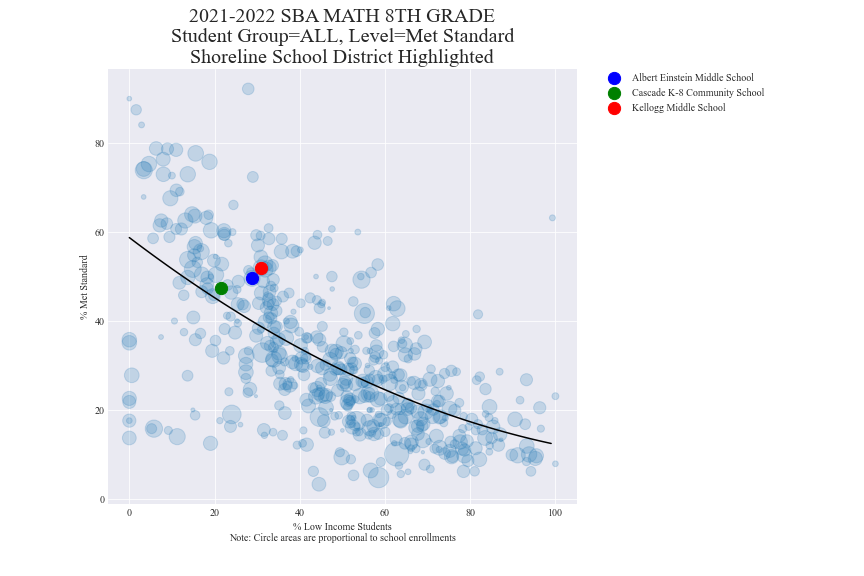 2021-2022 SBA MATH 8TH GRADE
Student Group=ALL, Level=Met Standard
Shoreline School District Highlighted
Albert Einstein Middle School
Cascade K-8 Community School
Kellogg Middle School
% Met Standard
80
60
40
20
0
0 20 40 60 80 100
% Low Income Students
Note: Circle areas are proportional to school enrollments